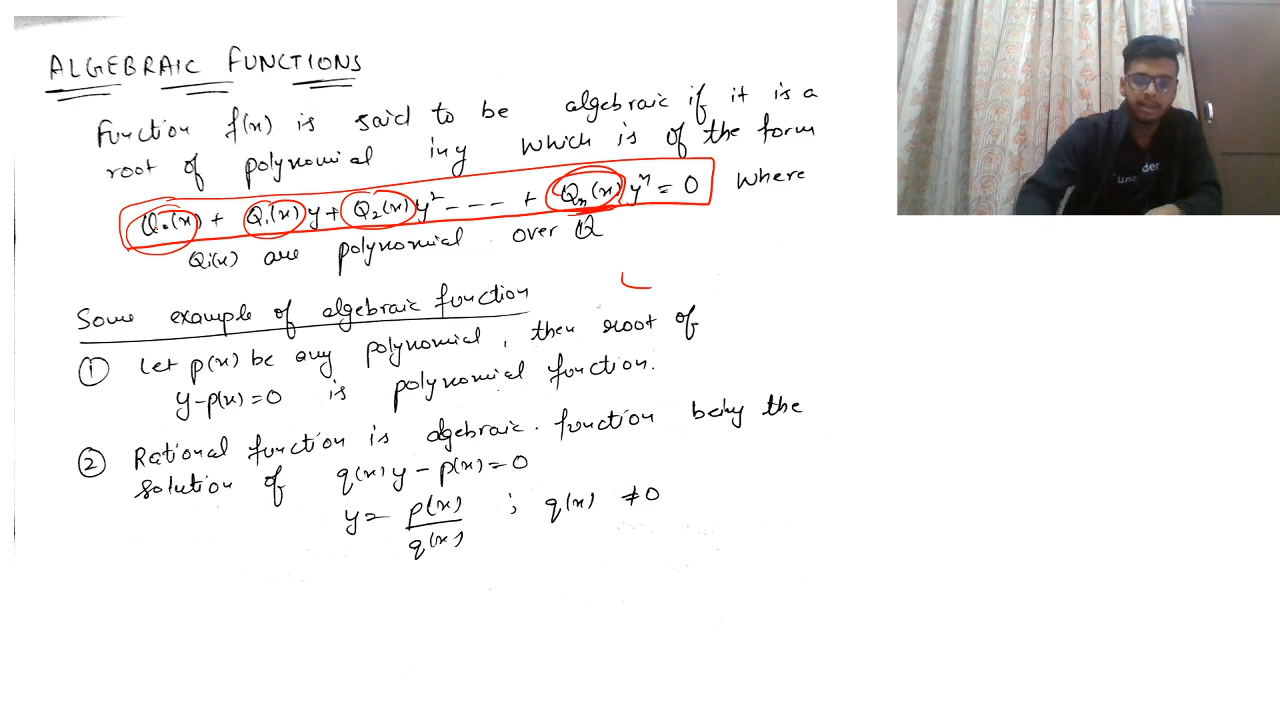 ALGEBRAIC FUNCTIONS
Function f(x) is said to be algebraic if it is a
root of polynomial in y which is of the form
Q₀(x) + Q₁(x) y + Q₂(x) y² - - - - + Qₙ(x) yⁿ = 0 where
Qi(x) are polynomial over Q
Some example of algebraic function
① Let p(x) be any polynomial, then root of
y - p(x) = 0 is polynomial function.
② Rational function is algebraic. function being the
solution of q(x) y - p(x) = 0
y = p(x)/q(x) ; q(x) ≠ 0